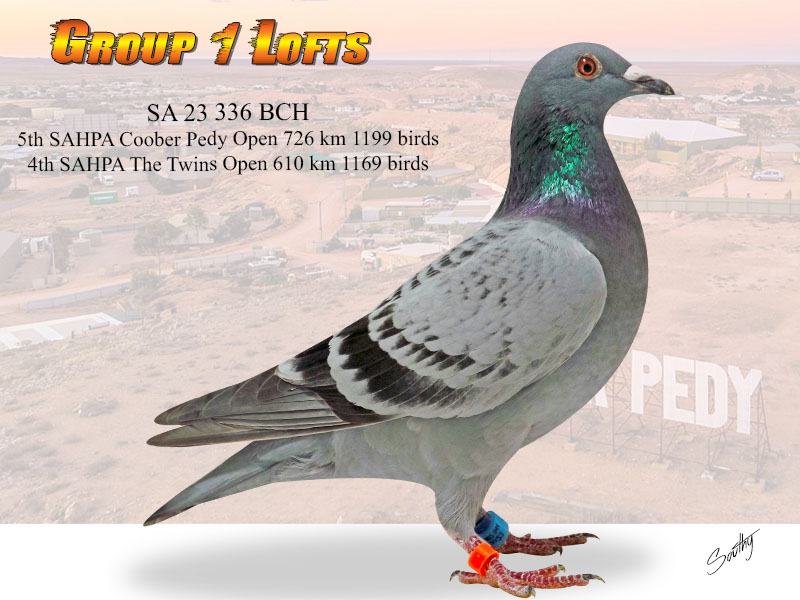 Group 1 Lofts
SA 23 336 BCH
5th SAHPA Coober Pedy Open 726 km 1199 birds
4th SAHPA The Twins Open 610 km 1169 birds
PEDY
Southy